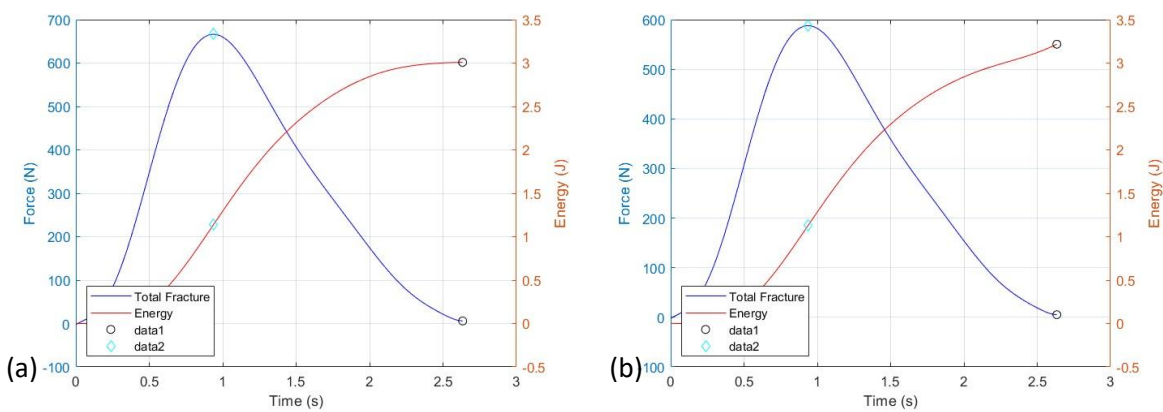 700
600
500
400
300
200
100
0
-100
Force (N)
3.5
3
2.5
2
1.5
1
0.5
0
-0.5
Energy (J)
Total Fracture
Energy
data1
data2
0 0.5 1 1.5 2 2.5 3
Time (s)
(a)
600
500
400
300
200
100
0
100
Force (N)
3.5
3
2.5
2
1.5
1
0.5
0
-0.5
Energy (J)
Total Fracture
Energy
data1
data2
0 0.5 1 1.5 2 2.5 3
Time (s)
(b)